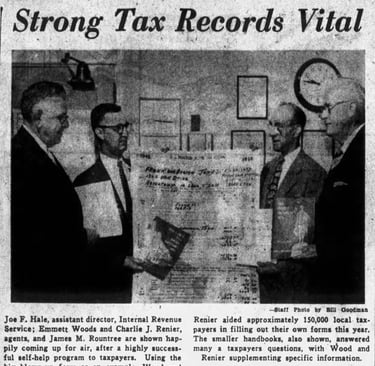 Strong Tax Records Vital
—Staff Photo by Bill Goodman
Joe F. Hale, assistant director, Internal Revenue
Service; Emmett Woods and Charlie J. Renier,
agents, and James M. Rountree are shown hap-
pily coming up for air, after a highly success-
ful self-help program to taxpayers. Using the
Renier aided approximately 150,000 local tax-
payers in filling out their own forms this year.
The smaller handbooks, also shown, answered
many a taxpayers questions, with Wood and
Renier supplementing specific information.